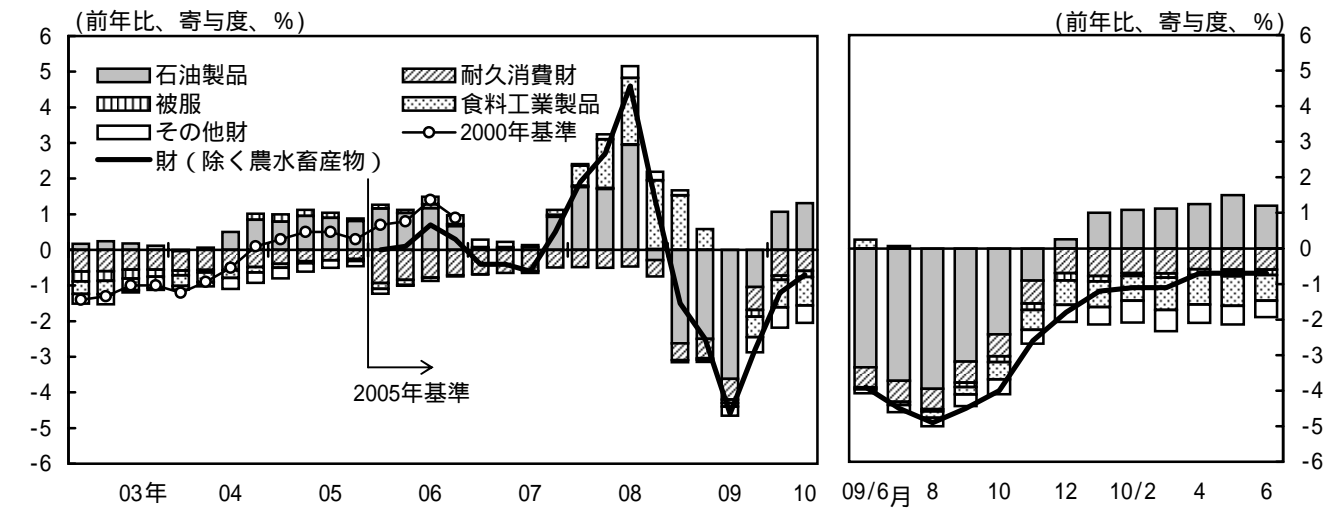 (前年比、寄与度、%)
6
5
4
3
2
1
0
-1
-2
-3
-4
-5
-6
石油製品
耐久消費財
被服
食料工業製品
その他財
2000年基準
財(除く農水畜産物)
2005年基準
03年 04 05 06 07 08 09 10
(前年比、寄与度、%)
6
5
4
3
2
1
0
-1
-2
-3
-4
-5
-6
09/6月 8 10 12 10/2 4 6